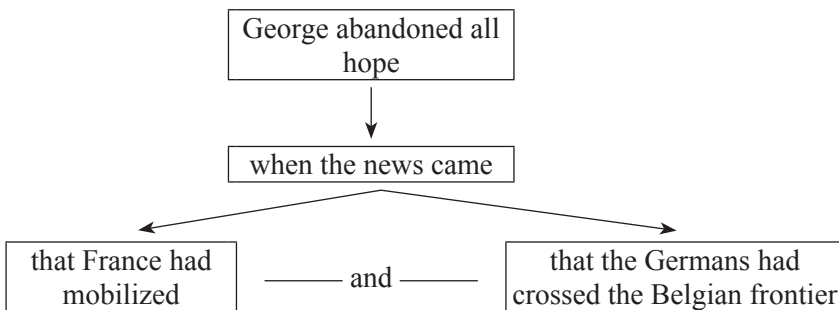 George abandoned all
hope
when the news came
that France had
mobilized
and
that the Germans had
crossed the Belgian frontier